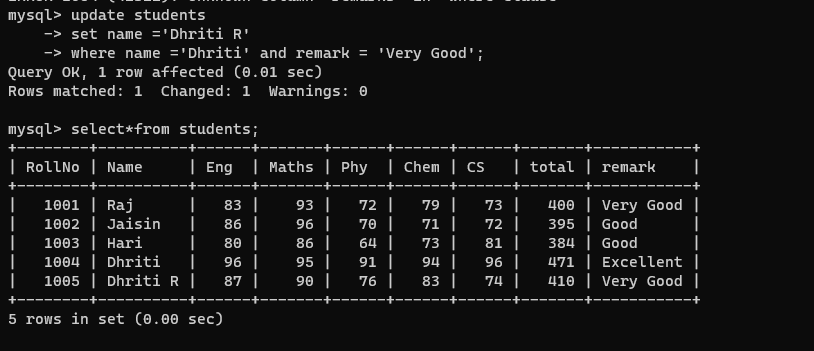 mysql> update students
    -> set name ='Dhriti R'
    -> where name ='Dhriti' and remark = 'Very Good';
Query OK, 1 row affected (0.01 sec)
Rows matched: 1  Changed: 1  Warnings: 0
mysql> select*from students;
+--------+----------+------+-------+------+------+------+-------+-----------+
| RollNo | Name     | Eng  | Maths | Phy  | Chem | CS   | total | remark    |
+--------+----------+------+-------+------+------+------+-------+-----------+
|   1001 | Raj      |   83 |    93 |   72 |   79 |   73 |   400 | Very Good |
|   1002 | Jaisin   |   86 |    96 |   70 |   71 |   72 |   395 | Good      |
|   1003 | Hari     |   80 |    86 |   64 |   73 |   81 |   384 | Good      |
|   1004 | Dhriti   |   96 |    95 |   91 |   94 |   96 |   471 | Excellent |
|   1005 | Dhriti R |   87 |    90 |   76 |   83 |   74 |   410 | Very Good |
+--------+----------+------+-------+------+------+------+-------+-----------+
5 rows in set (0.00 sec)